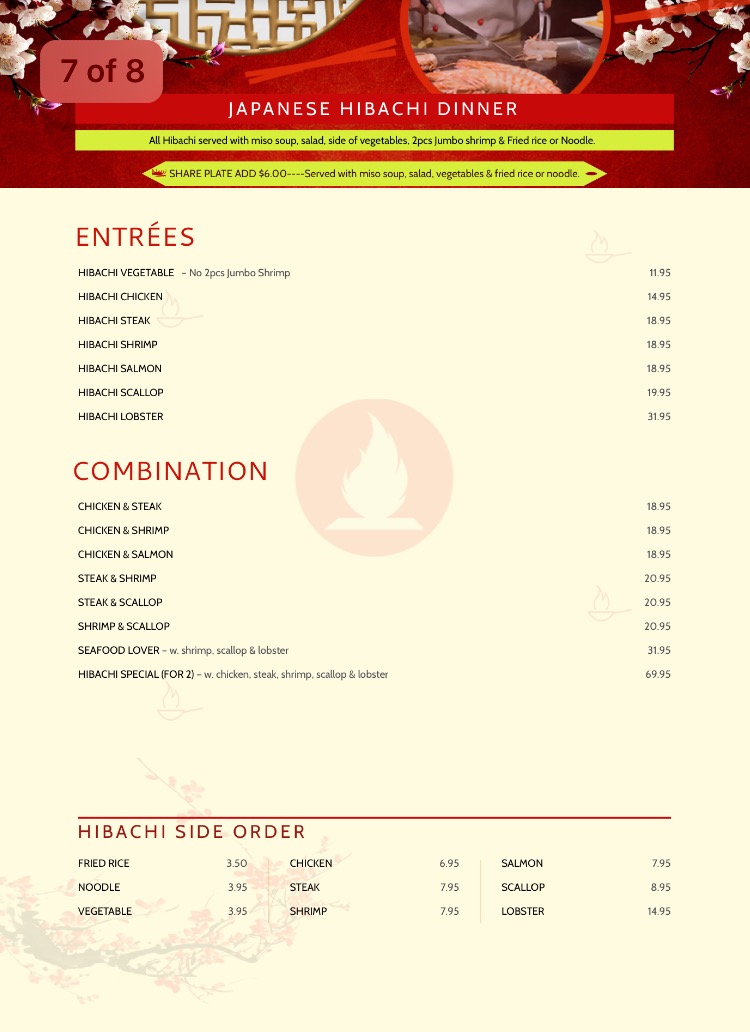 7 of 8
JAPANESE HIBACHI DINNER
All Hibachi served with miso soup, salad, side of vegetables, 2pcs Jumbo shrimp & Fried rice or Noodle.
SHARE PLATE ADD $6.00----Served with miso soup, salad, vegetables & fried rice or noodle.
ENTRÉES
HIBACHI VEGETABLE – No 2pcs Jumbo Shrimp 11.95
HIBACHI CHICKEN 14.95
HIBACHI STEAK 18.95
HIBACHI SHRIMP 18.95
HIBACHI SALMON 18.95
HIBACHI SCALLOP 19.95
HIBACHI LOBSTER 31.95
COMBINATION
CHICKEN & STEAK 18.95
CHICKEN & SHRIMP 18.95
CHICKEN & SALMON 18.95
STEAK & SHRIMP 20.95
STEAK & SCALLOP 20.95
SHRIMP & SCALLOP 20.95
SEAFOOD LOVER – w. shrimp, scallop & lobster 31.95
HIBACHI SPECIAL (FOR 2) – w. chicken, steak, shrimp, scallop & lobster 69.95
HIBACHI SIDE ORDER
FRIED RICE 3.50 CHICKEN 6.95 SALMON 7.95
NOODLE 3.95 STEAK 7.95 SCALLOP 8.95
VEGETABLE 3.95 SHRIMP 7.95 LOBSTER 14.95